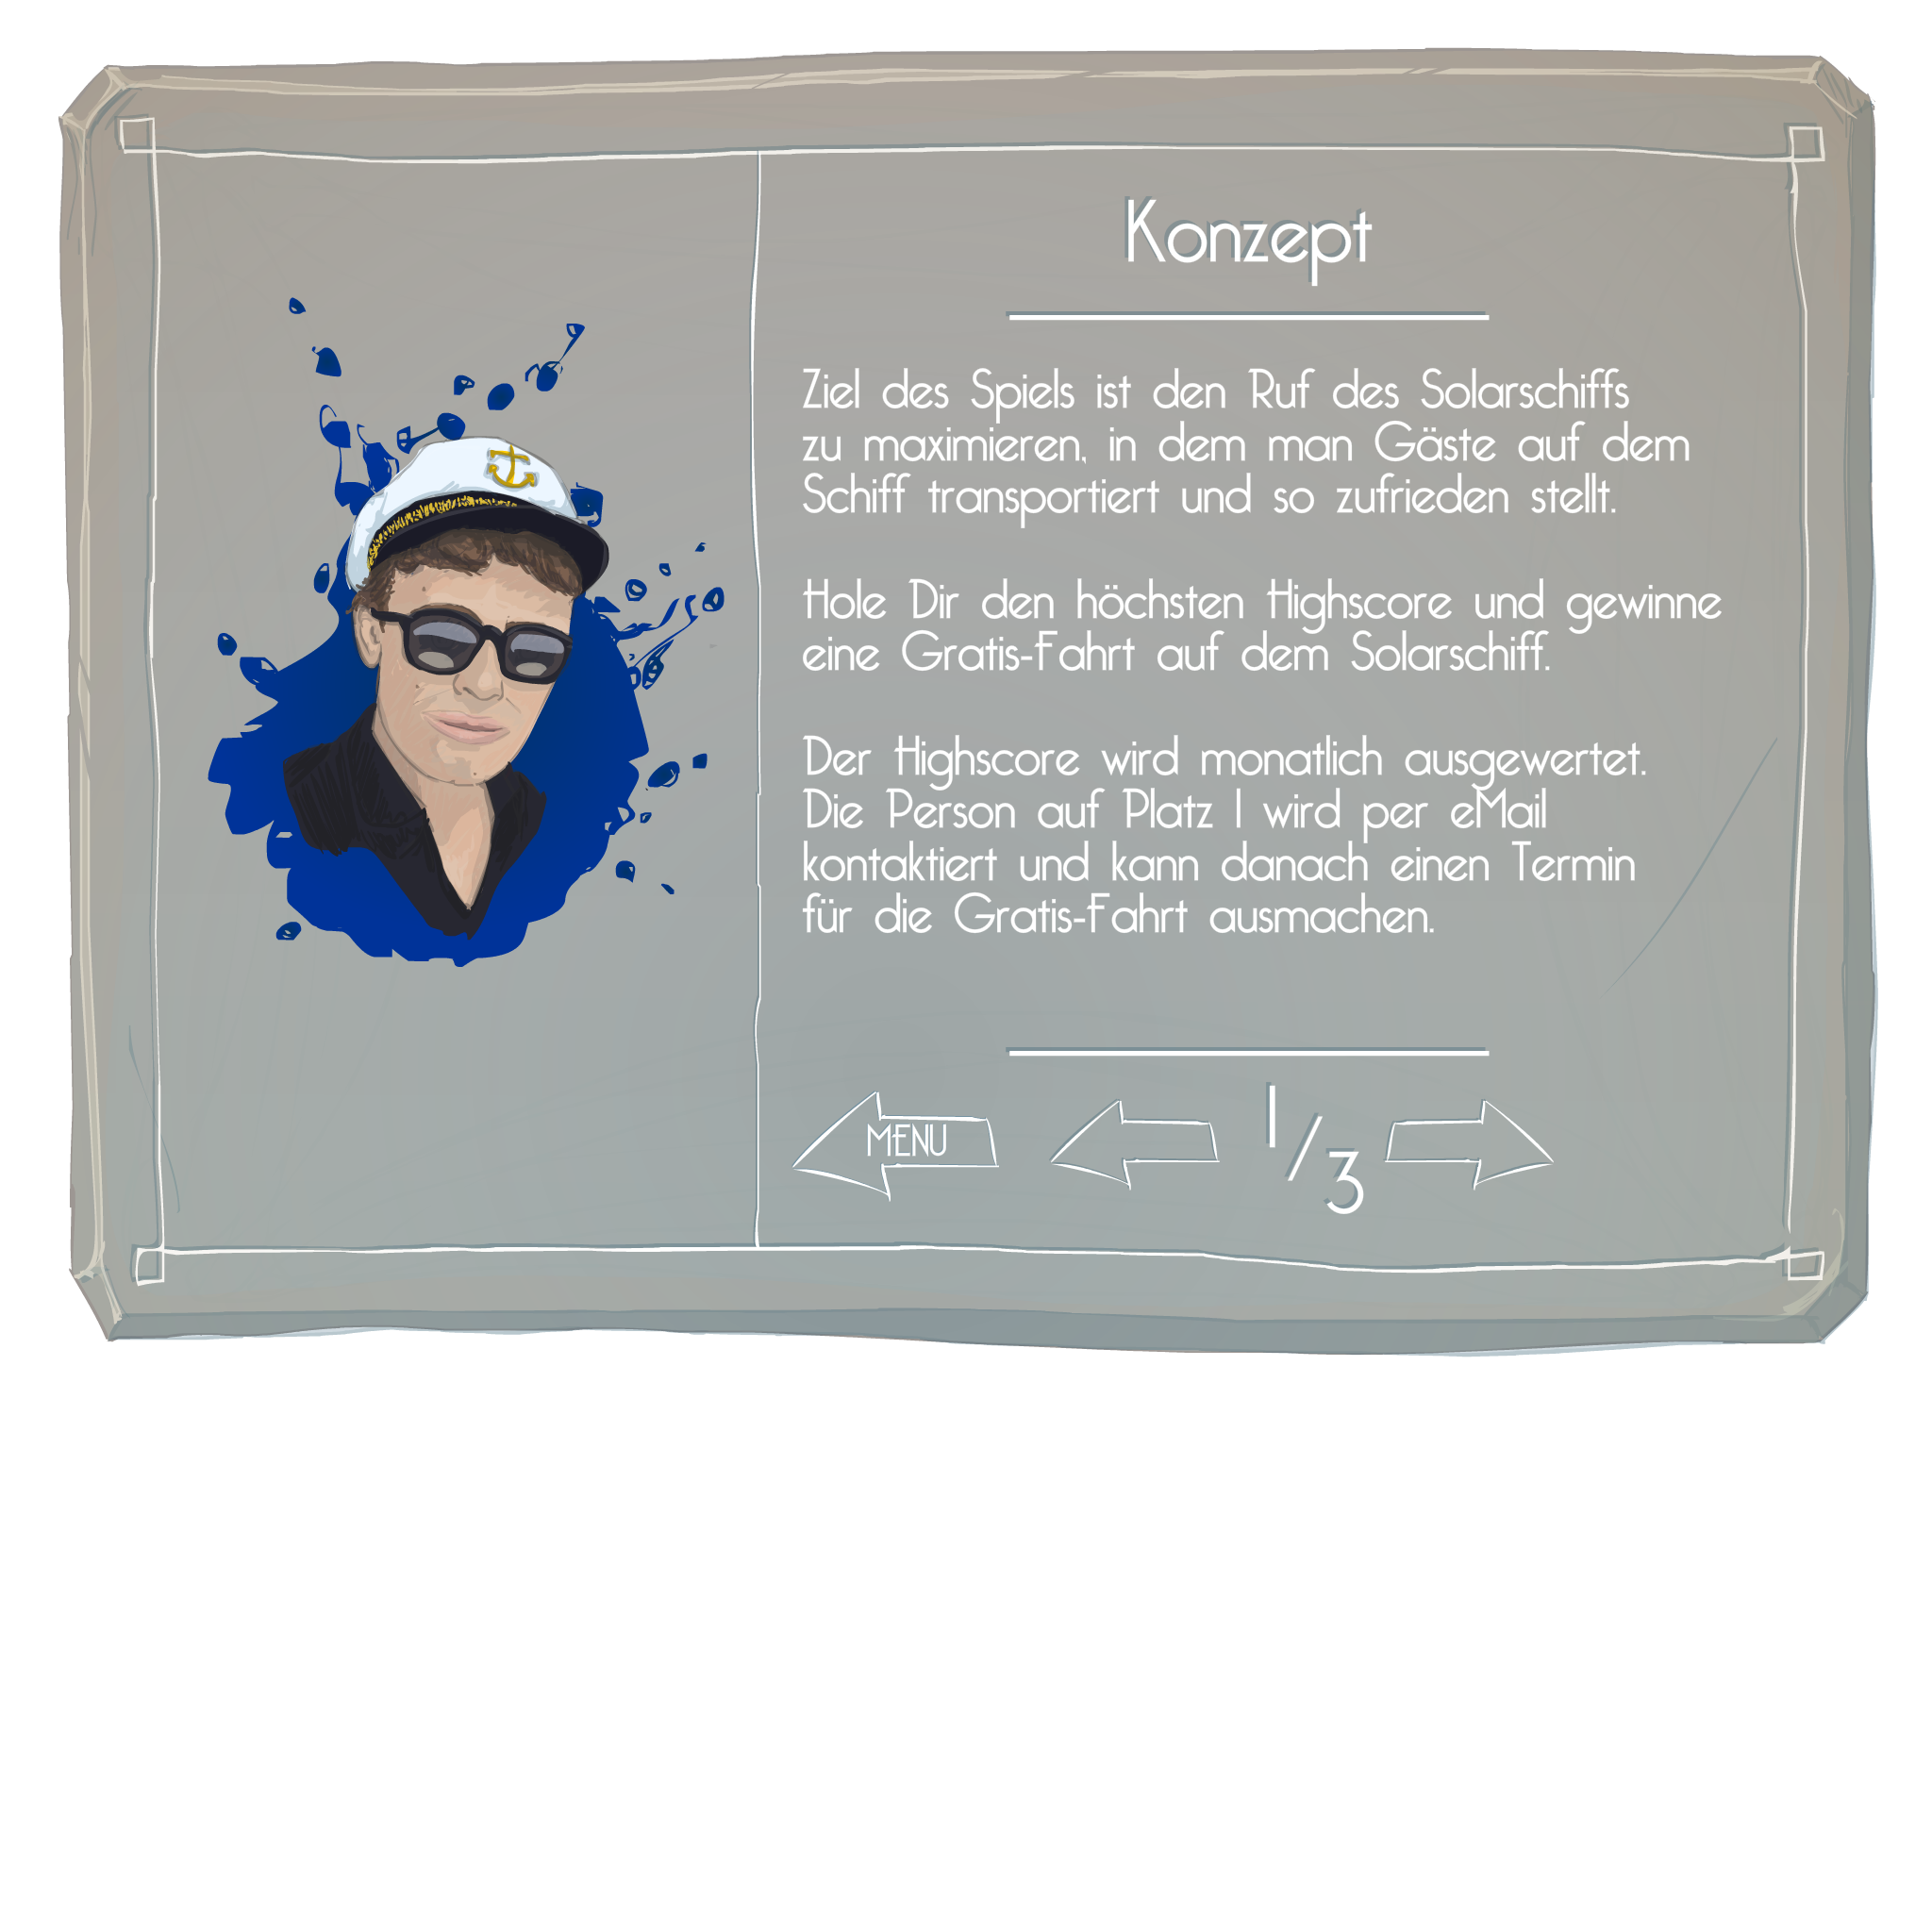 Konzept
Ziel des Spiels ist den Ruf des Solarschiffs
zu maximieren, in dem man Gäste auf dem
Schiff transportiert und so zufrieden stellt.
Hole Dir den höchsten Highscore und gewinne
eine Gratis-Fahrt auf dem Solarschiff.
Der Highscore wird monatlich ausgewertet.
Die Person auf Platz 1 wird per eMail
kontaktiert und kann danach einen Termin
für die Gratis-Fahrt ausmachen.
MENU
1/3